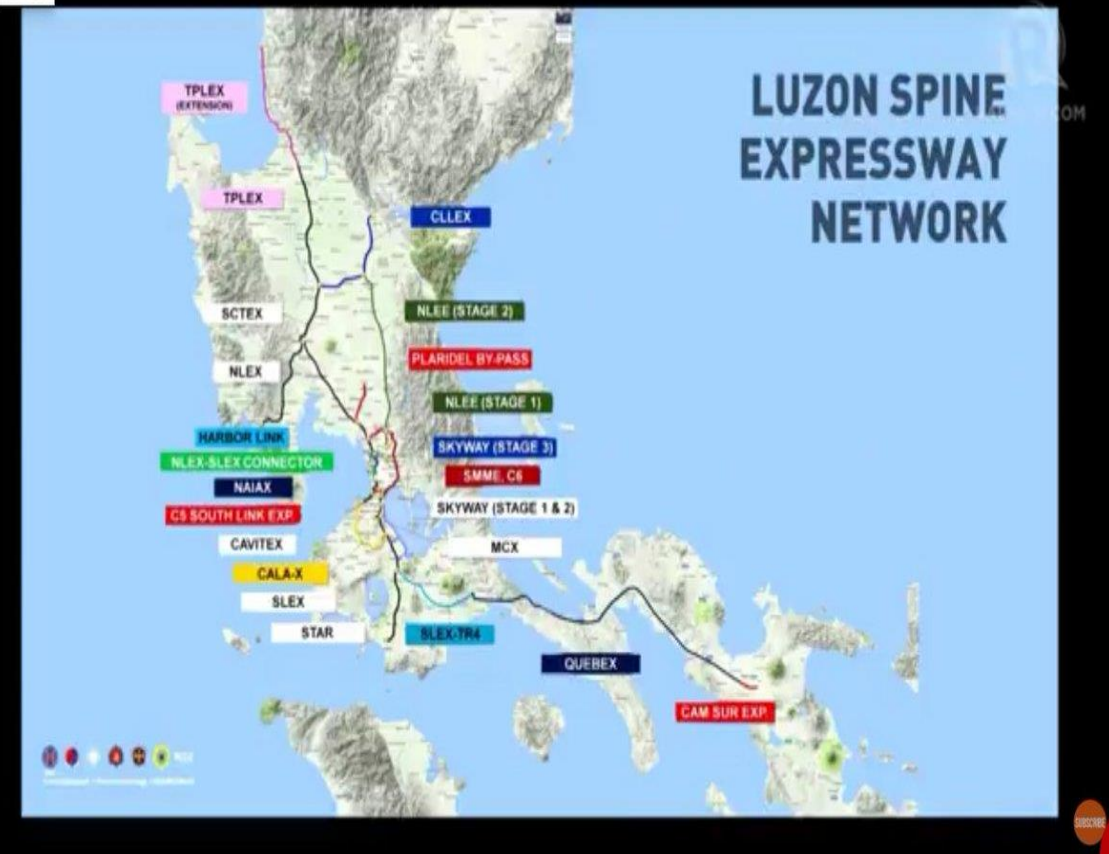 LUZON SPINE
EXPRESSWAY
NETWORK
TPLEX
(EXTENSION)
TPLEX
CLLEX
SCTEX
NLEE (STAGE 2)
PLARIDEL BY-PASS
NLEX
NLEE (STAGE 1)
HARBOR LINK
SKYWAY (STAGE 3)
NLEX-SLEX CONNECTOR
SMME, C6
NAIAX
SKYWAY (STAGE 1 & 2)
C5 SOUTH LINK EXP.
CAVITEX
MCX
CALA-X
SLEX
STAR
SLEX-TR4
QUEBEX
CAM SUR EXP.
SUBSCRIBE